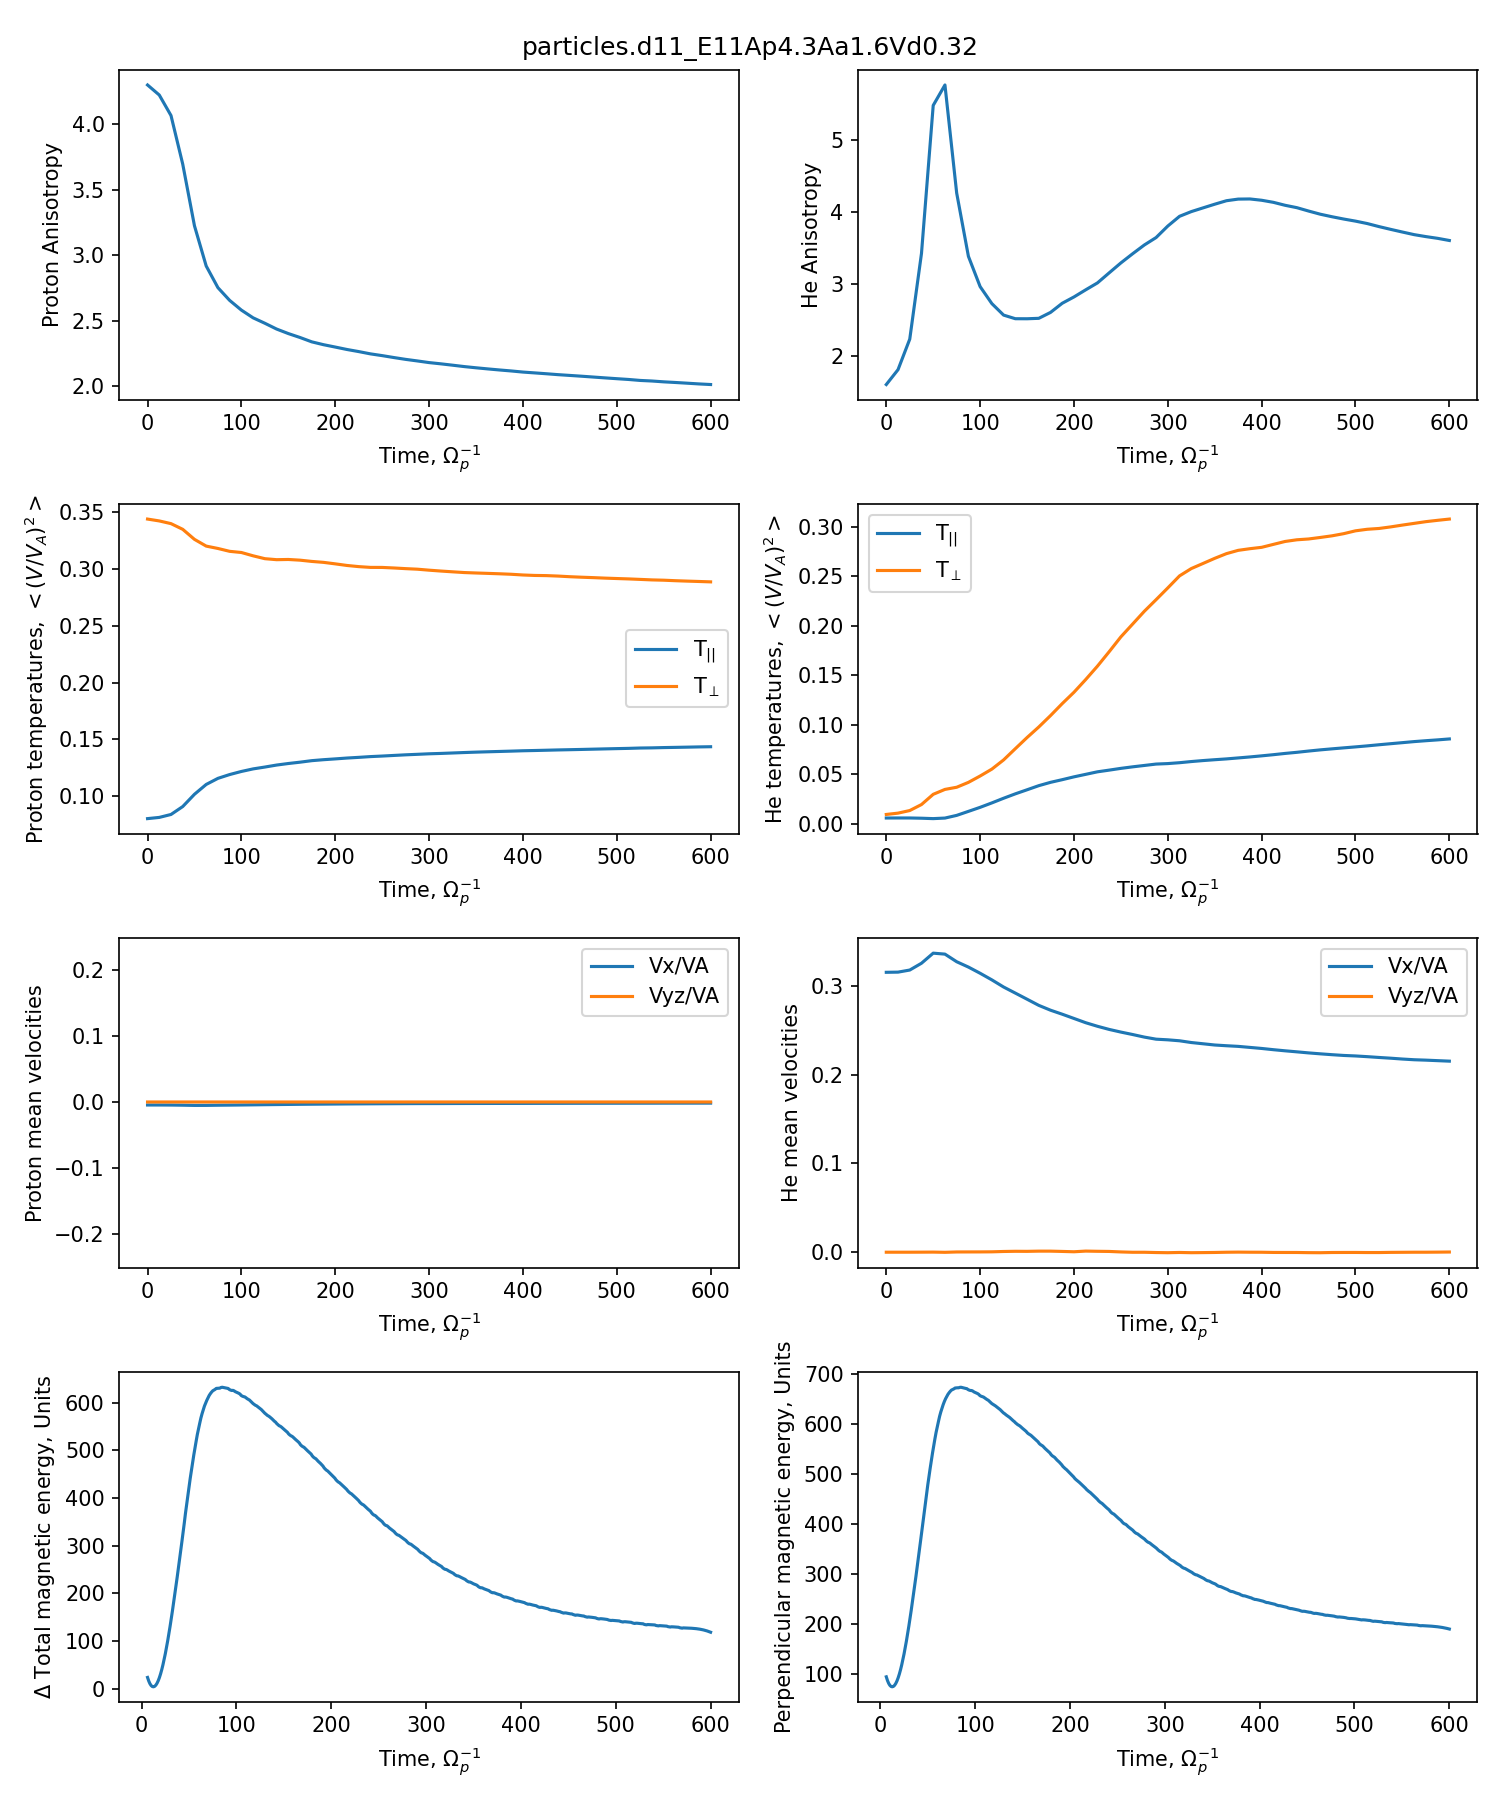 particles.d11_E11Ap4.3Aa1.6Vd0.32
Proton Anisotropy
4.0
3.5
3.0
2.5
2.0
0 100 200 300 400 500 600
Time, Ω_p^{-1}
He Anisotropy
5
4
3
2
0 100 200 300 400 500 600
Time, Ω_p^{-1}
Proton temperatures, < (V/V_A)^2 >
0.35
0.30
0.25
0.20
0.15
0.10
T_{||}
T_⊥
0 100 200 300 400 500 600
Time, Ω_p^{-1}
He temperatures, < (V/V_A)^2 >
0.30
0.25
0.20
0.15
0.10
0.05
0.00
T_{||}
T_⊥
0 100 200 300 400 500 600
Time, Ω_p^{-1}
Proton mean velocities
0.2
0.1
0.0
−0.1
−0.2
Vx/VA
Vyz/VA
0 100 200 300 400 500 600
Time, Ω_p^{-1}
He mean velocities
0.3
0.2
0.1
0.0
Vx/VA
Vyz/VA
0 100 200 300 400 500 600
Time, Ω_p^{-1}
Δ Total magnetic energy, Units
600
500
400
300
200
100
0
0 100 200 300 400 500 600
Time, Ω_p^{-1}
Perpendicular magnetic energy, Units
700
600
500
400
300
200
100
0 100 200 300 400 500 600
Time, Ω_p^{-1}